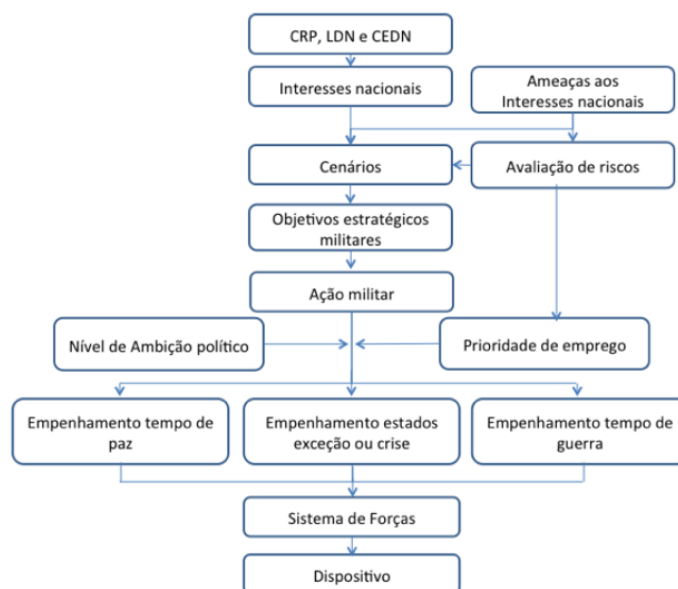 CRP, LDN e CEDN
Interesses nacionais
Ameaças aos
Interesses nacionais
Cenários
Avaliação de riscos
Objetivos estratégicos
militares
Ação militar
Nível de Ambição político
Prioridade de emprego
Empenhamento tempo de
paz
Empenhamento estados
exceção ou crise
Empenhamento tempo de
guerra
Sistema de Forças
Dispositivo